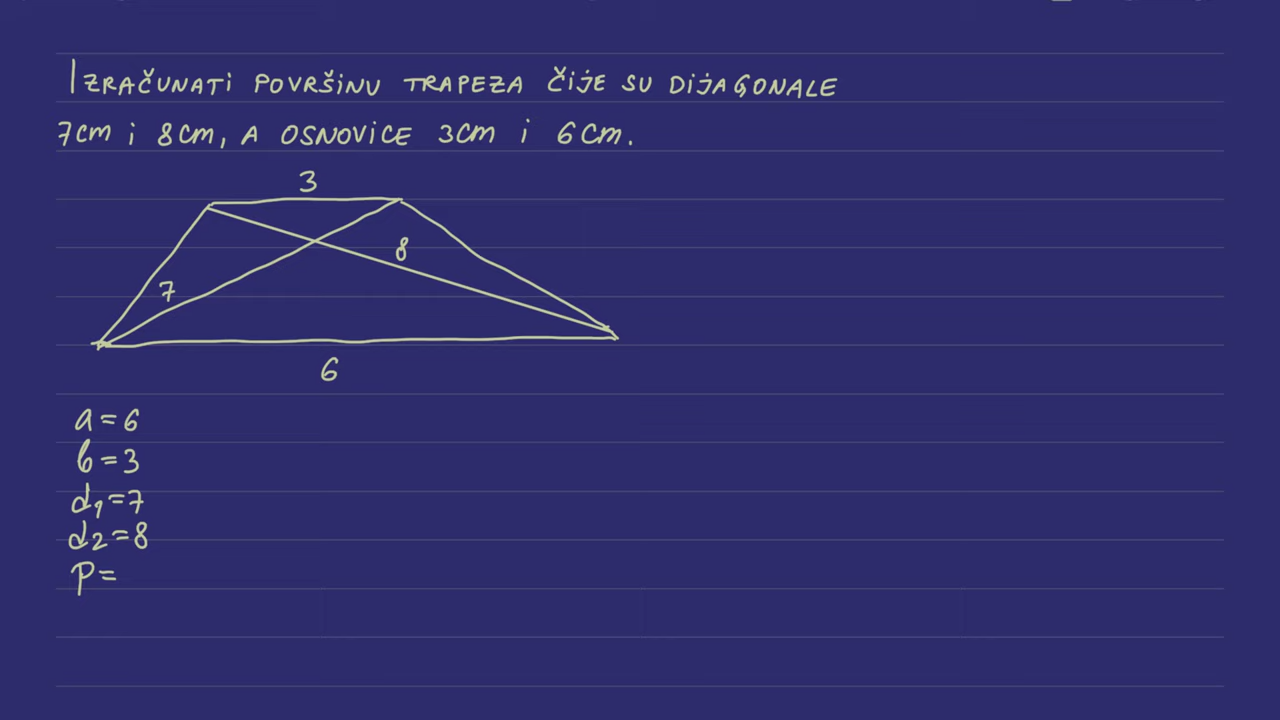 IZRAČUNATI POVRŠINU TRAPEZA ČIJE SU DIJAGONALE
7cm i 8cm, A OSNOVICE 3cm i 6cm.
3
8
7
6
a=6
b=3
d₁=7
d₂=8
P=